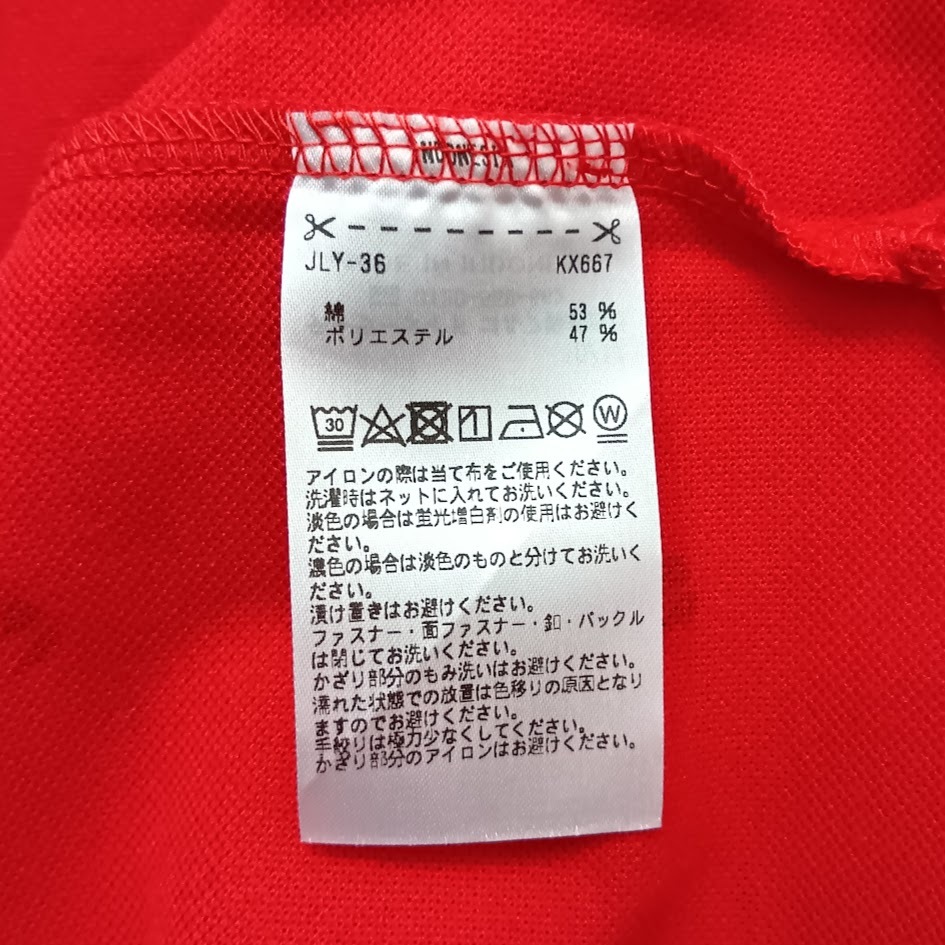 INDONESIA
JLY-36 KX667
綿 53 %
ポリエステル 47 %
30
W
アイロンの際は当て布をご使用ください。
洗濯時はネットに入れてお洗いください。
淡色の場合は蛍光増白剤の使用はお避けく
ださい。
濃色の場合は淡色のものと分けてお洗いく
ださい。
漬け置きはお避けください。
ファスナー・面ファスナー・釦・バックル
は閉じてお洗いください。
かざり部分のもみ洗いはお避けください。
濡れた状態での放置は色移りの原因となり
ますのでお避けください。
手絞りは極力少なくしてください。
かざり部分のアイロンはお避けください。